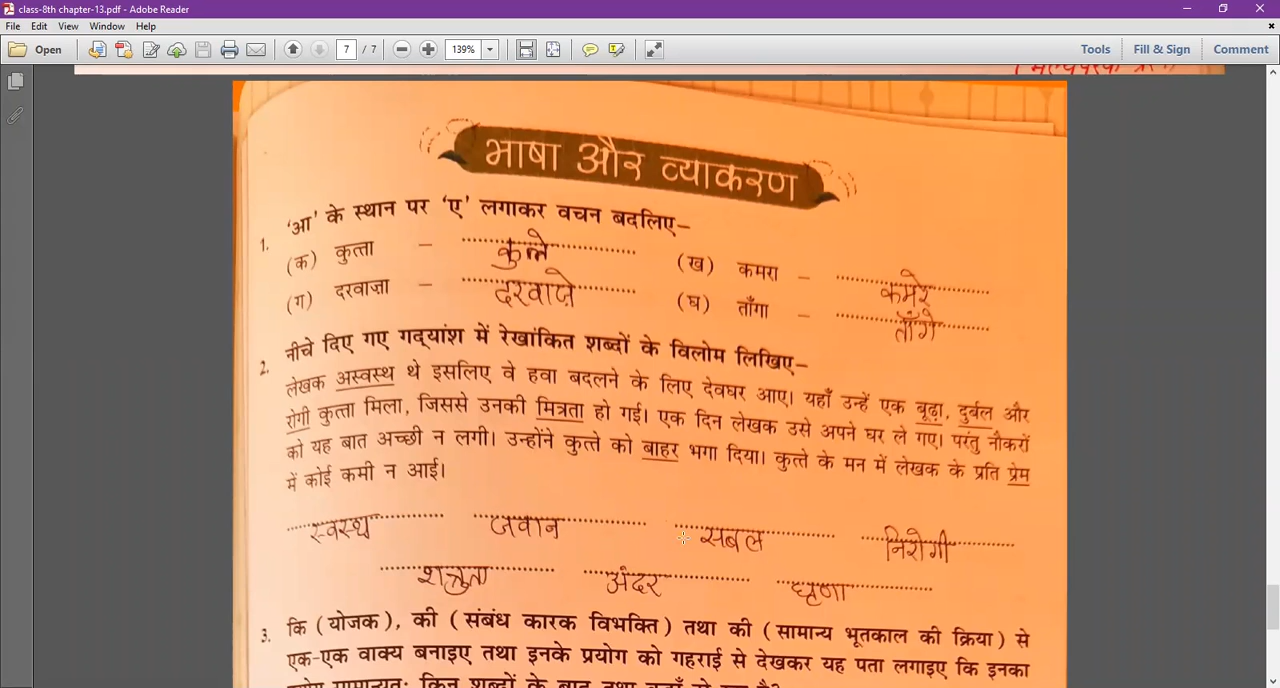 class-8th chapter-13.pdf - Adobe Reader
File Edit View Window Help
Open 7 / 7 139% Tools Fill & Sign Comment
भाषा और व्याकरण
1. 'आ' के स्थान पर 'ए' लगाकर वचन बदलिए–
(क) कुत्ता – कुत्ते (ख) कमरा – कमरे
(ग) दरवाज़ा – दरवाजे (घ) ताँगा – ताँगे
2. नीचे दिए गए गद्यांश में रेखांकित शब्दों के विलोम लिखिए–
लेखक अस्वस्थ थे इसलिए वे हवा बदलने के लिए देवघर आए। यहाँ उन्हें एक बूढ़ा, दुर्बल और
रोगी कुत्ता मिला, जिससे उनकी मित्रता हो गई। एक दिन लेखक उसे अपने घर ले गए। परंतु नौकरों
को यह बात अच्छी न लगी। उन्होंने कुत्ते को बाहर भगा दिया। कुत्ते के मन में लेखक के प्रति प्रेम
में कोई कमी न आई।
स्वस्थ जवान सबल निरोगी
शत्रुता अंदर घृणा
3. कि (योजक), की (संबंध कारक विभक्ति) तथा की (सामान्य भूतकाल की क्रिया) से
एक-एक वाक्य बनाइए तथा इनके प्रयोग को गहराई से देखकर यह पता लगाइए कि इनका